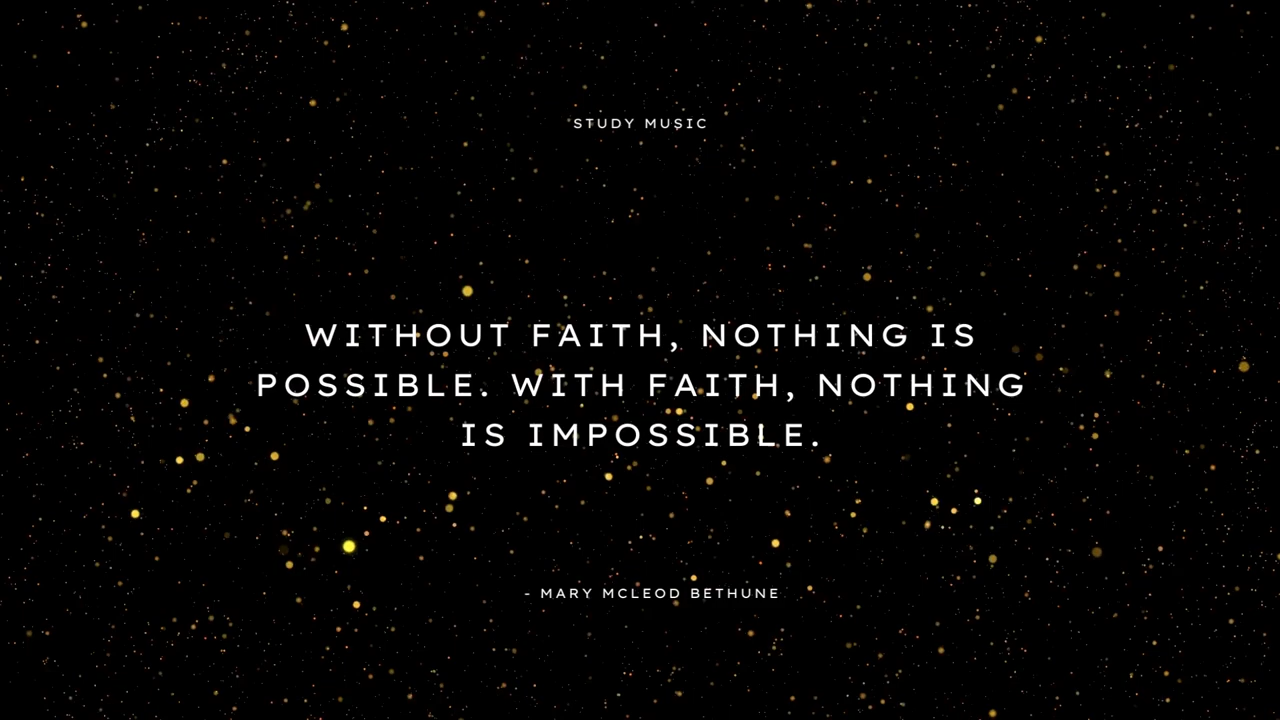 STUDY MUSIC
WITHOUT FAITH, NOTHING IS
POSSIBLE. WITH FAITH, NOTHING
IS IMPOSSIBLE.
- MARY MCLEOD BETHUNE